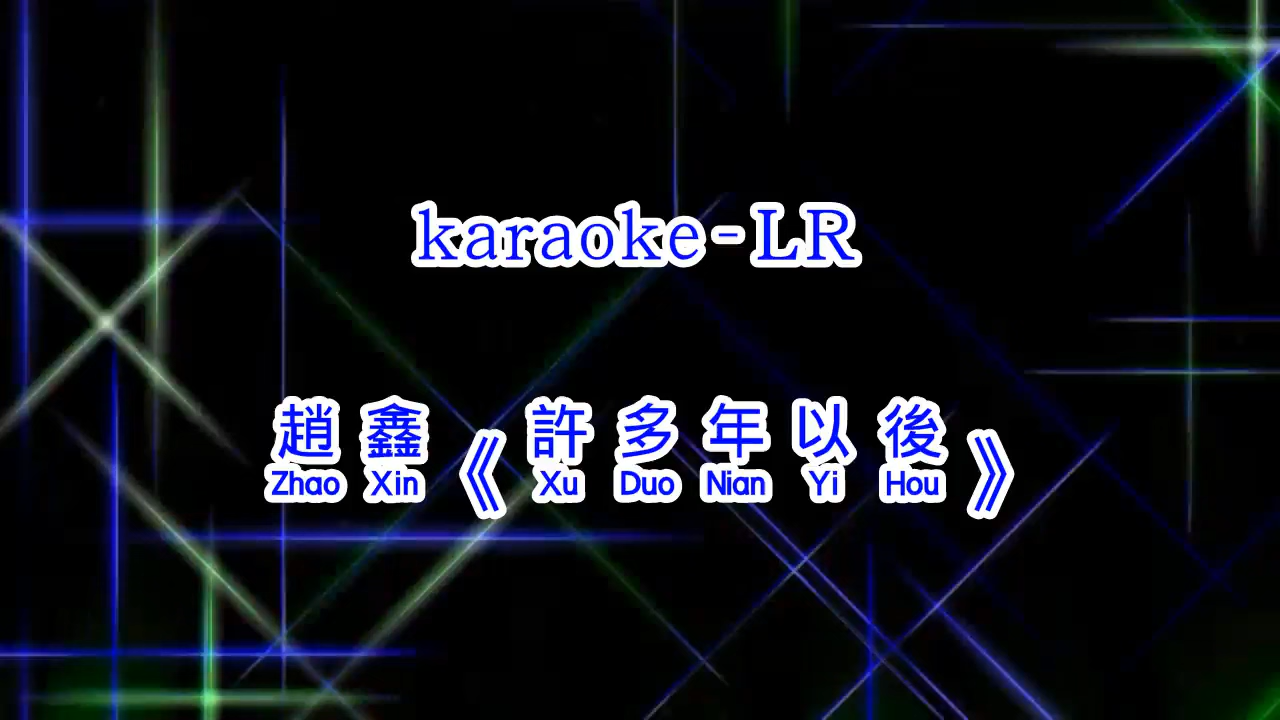 karaoke-LR
趙鑫《許多年以後》
Zhao Xin Xu Duo Nian Yi Hou